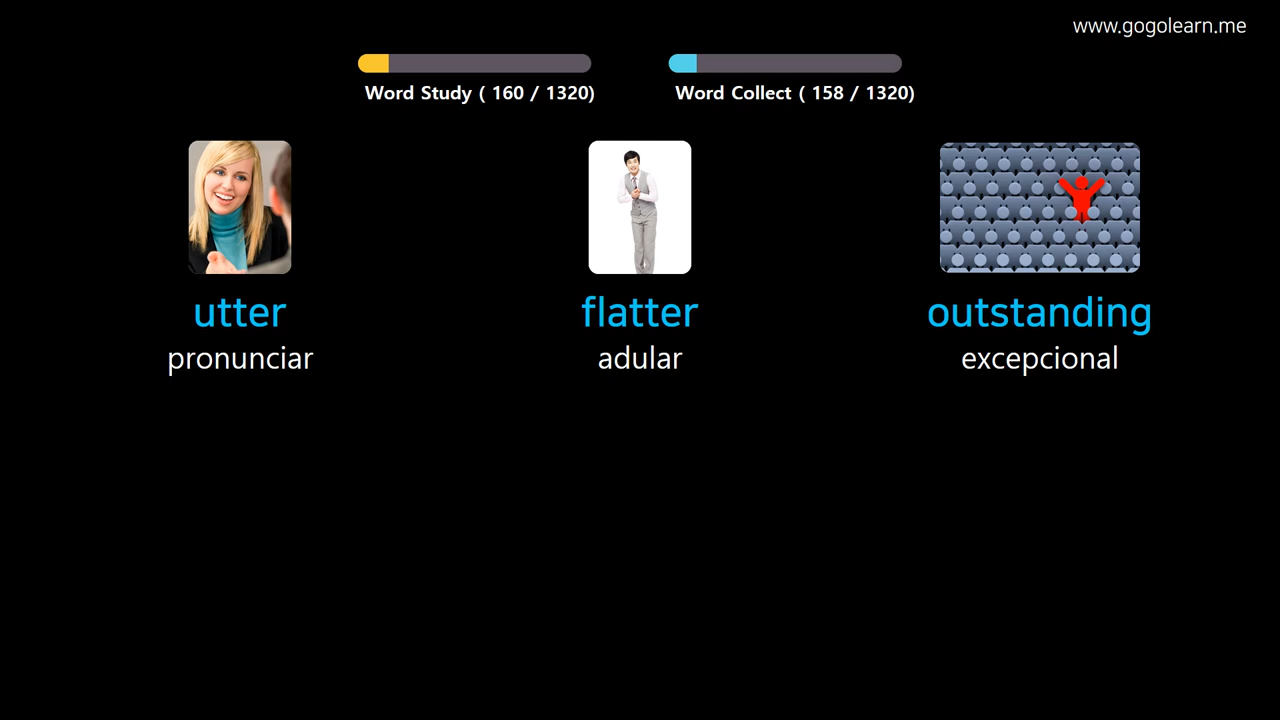 www.gogolearn.me
Word Study ( 160 / 1320)
Word Collect ( 158 / 1320)
utter
flatter
outstanding
pronunciar
adular
excepcional